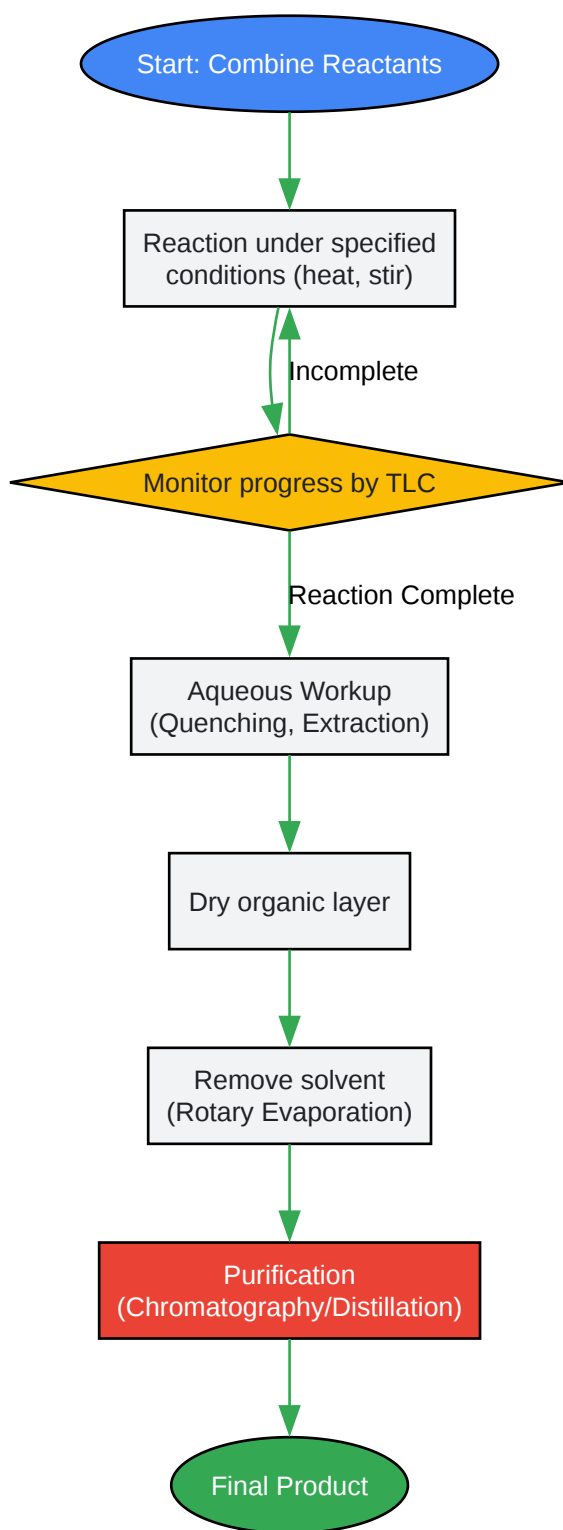 Start: Combine Reactants
Reaction under specified
conditions (heat, stir)
Incomplete
Monitor progress by TLC
Reaction Complete
Aqueous Workup
(Quenching, Extraction)
Dry organic layer
Remove solvent
(Rotary Evaporation)
Purification
(Chromatography/Distillation)
Final Product